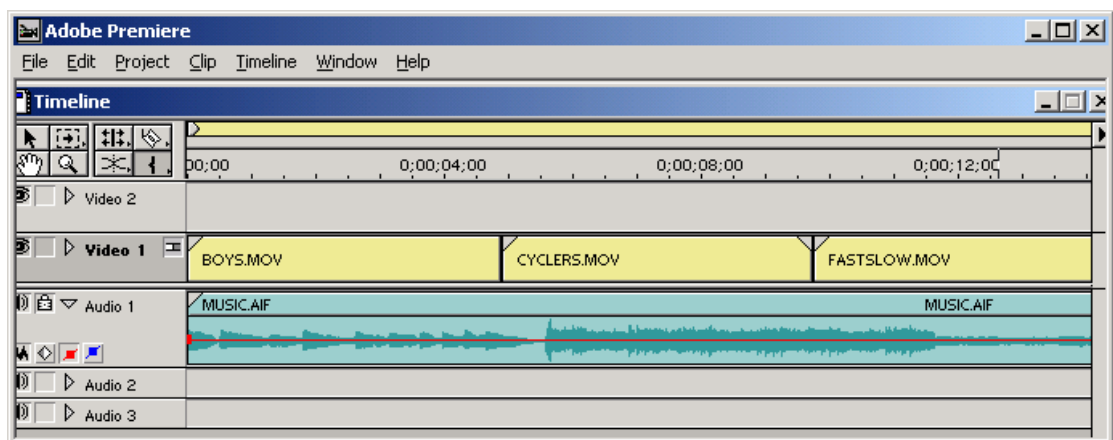 Adobe Premiere
File Edit Project Clip Timeline Window Help
Timeline
00;00 0;00;04;00 0;00;08;00 0;00;12;00
Video 2
Video 1 BOYS.MOV CYCLERS.MOV FASTSLOW.MOV
Audio 1 MUSIC.AIF MUSIC.AIF
Audio 2
Audio 3